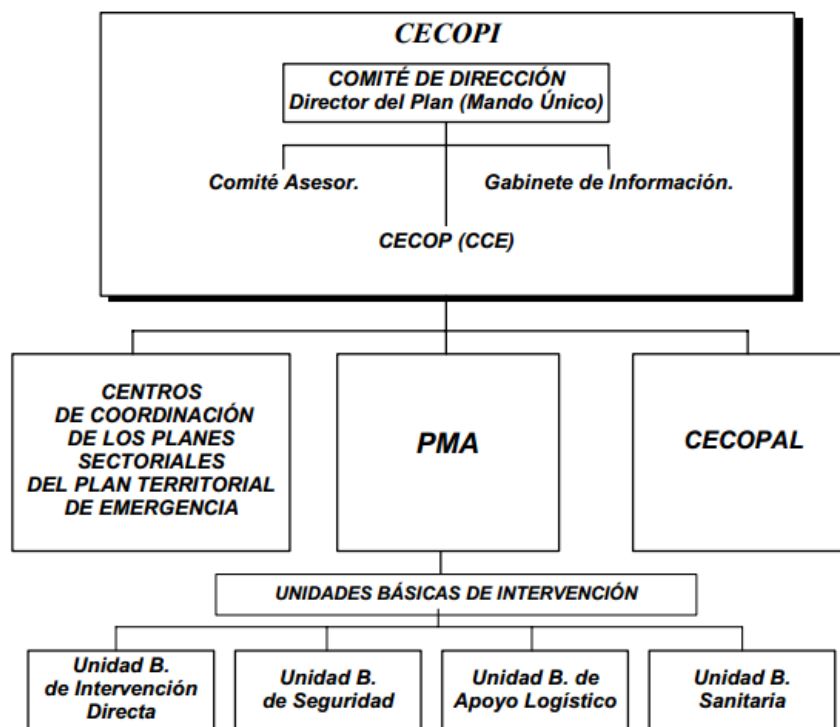 CECOPI
COMITÉ DE DIRECCIÓN
Director del Plan (Mando Único)
Comité Asesor.
Gabinete de Información.
CECOP (CCE)
CENTROS
DE COORDINACIÓN
DE LOS PLANES
SECTORIALES
DEL PLAN TERRITORIAL
DE EMERGENCIA
PMA
CECOPAL
UNIDADES BÁSICAS DE INTERVENCIÓN
Unidad B.
de Intervención
Directa
Unidad B.
de Seguridad
Unidad B. de
Apoyo Logístico
Unidad B.
Sanitaria